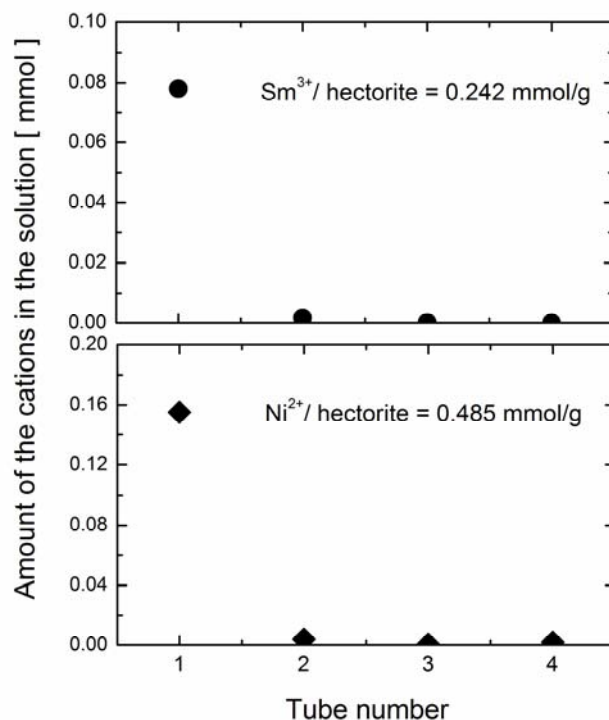 Amount of the cations in the solution [ mmol ]
0.10
0.08
0.06
0.04
0.02
0.00
Sm³⁺/ hectorite = 0.242 mmol/g
0.20
0.16
0.12
0.08
0.04
0.00
Ni²⁺/ hectorite = 0.485 mmol/g
1 2 3 4
Tube number